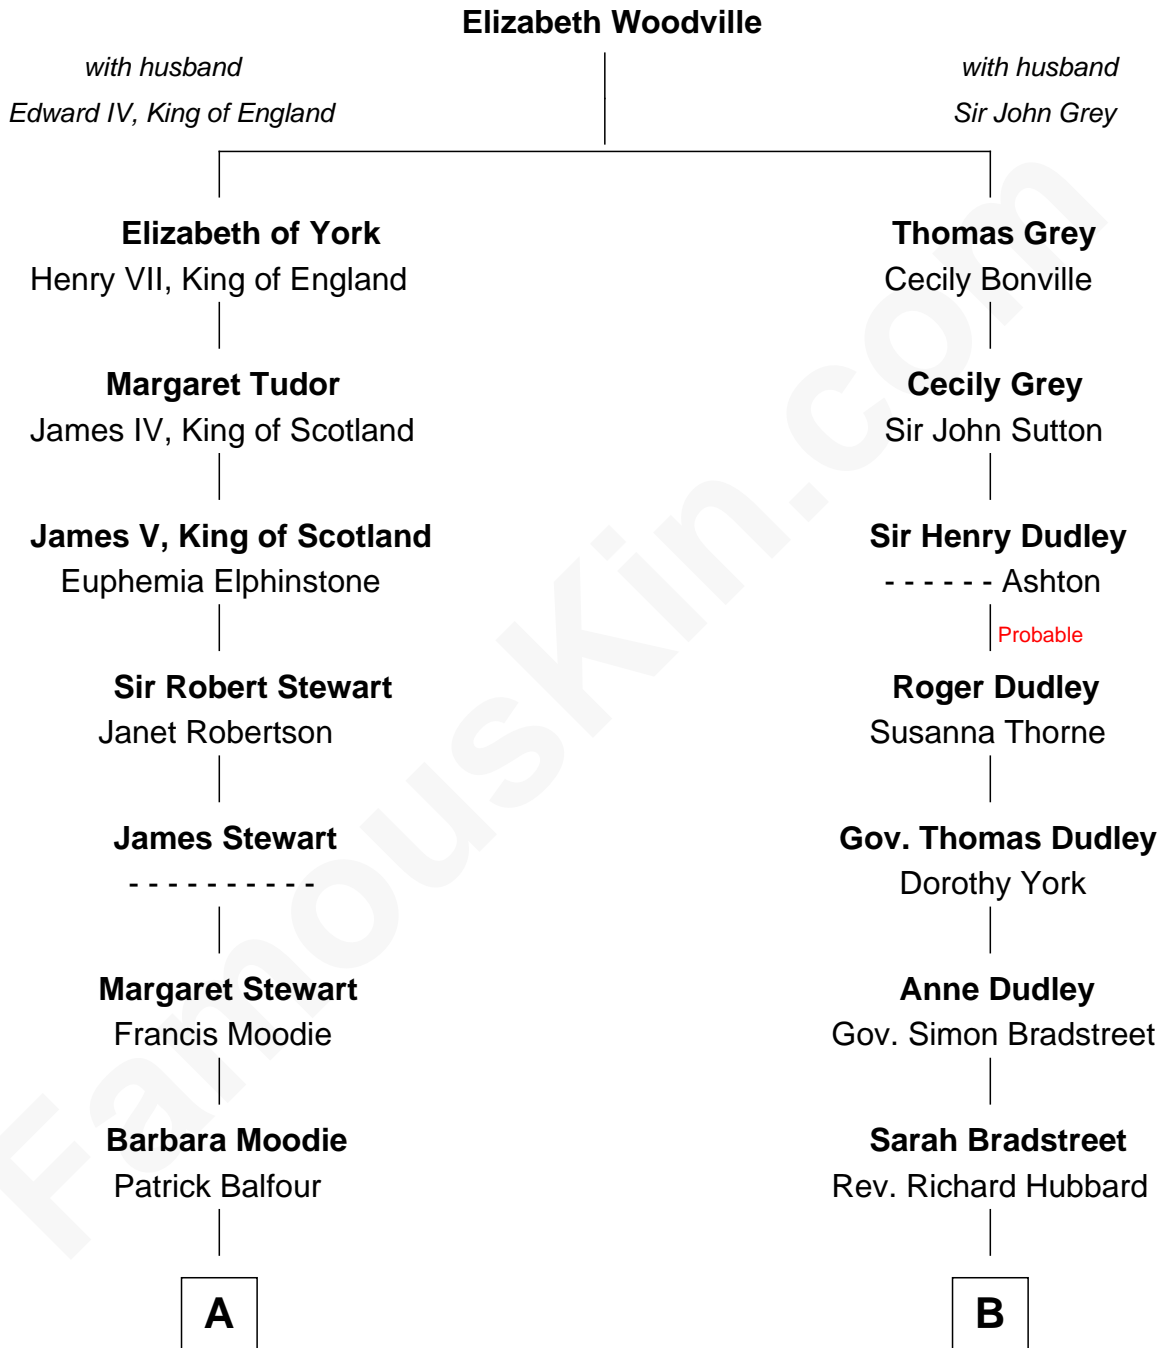 Elizabeth Woodville
with husband
Edward IV, King of England
with husband
Sir John Grey
Elizabeth of York
Henry VII, King of England
Thomas Grey
Cecily Bonville
Margaret Tudor
James IV, King of Scotland
Cecily Grey
Sir John Sutton
James V, King of Scotland
Euphemia Elphinstone
Sir Henry Dudley
- - - - - - Ashton
Probable
Sir Robert Stewart
Janet Robertson
Roger Dudley
Susanna Thorne
James Stewart
- - - - - - - - - -
Gov. Thomas Dudley
Dorothy York
Margaret Stewart
Francis Moodie
Anne Dudley
Gov. Simon Bradstreet
Barbara Moodie
Patrick Balfour
Sarah Bradstreet
Rev. Richard Hubbard
A
B
FamousKin.com